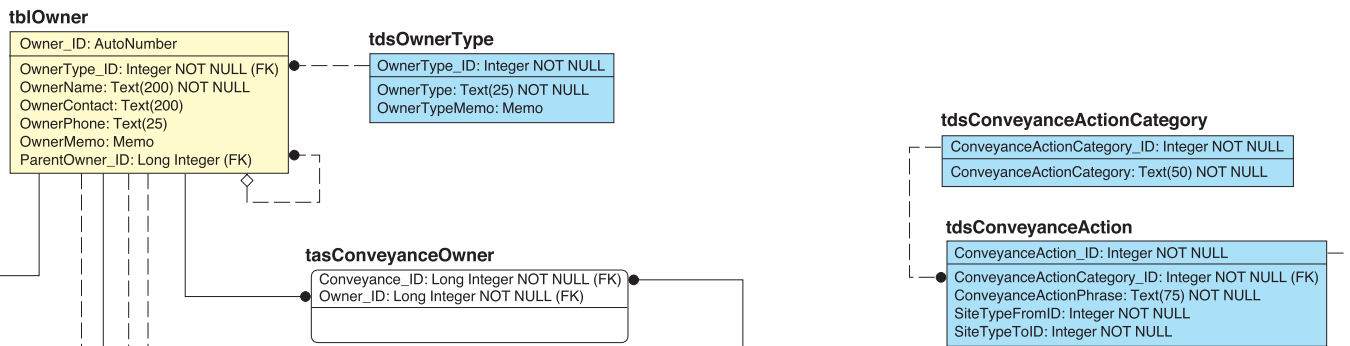 tblOwner
Owner_ID: AutoNumber
OwnerType_ID: Integer NOT NULL (FK)
OwnerName: Text(200) NOT NULL
OwnerContact: Text(200)
OwnerPhone: Text(25)
OwnerMemo: Memo
ParentOwner_ID: Long Integer (FK)
tdsOwnerType
OwnerType_ID: Integer NOT NULL
OwnerType: Text(25) NOT NULL
OwnerTypeMemo: Memo
tasConveyanceOwner
Conveyance_ID: Long Integer NOT NULL (FK)
Owner_ID: Long Integer NOT NULL (FK)
tdsConveyanceActionCategory
ConveyanceActionCategory_ID: Integer NOT NULL
ConveyanceActionCategory: Text(50) NOT NULL
tdsConveyanceAction
ConveyanceAction_ID: Integer NOT NULL
ConveyanceActionCategory_ID: Integer NOT NULL (FK)
ConveyanceActionPhrase: Text(75) NOT NULL
SiteTypeFromID: Integer NOT NULL
SiteTypeToID: Integer NOT NULL